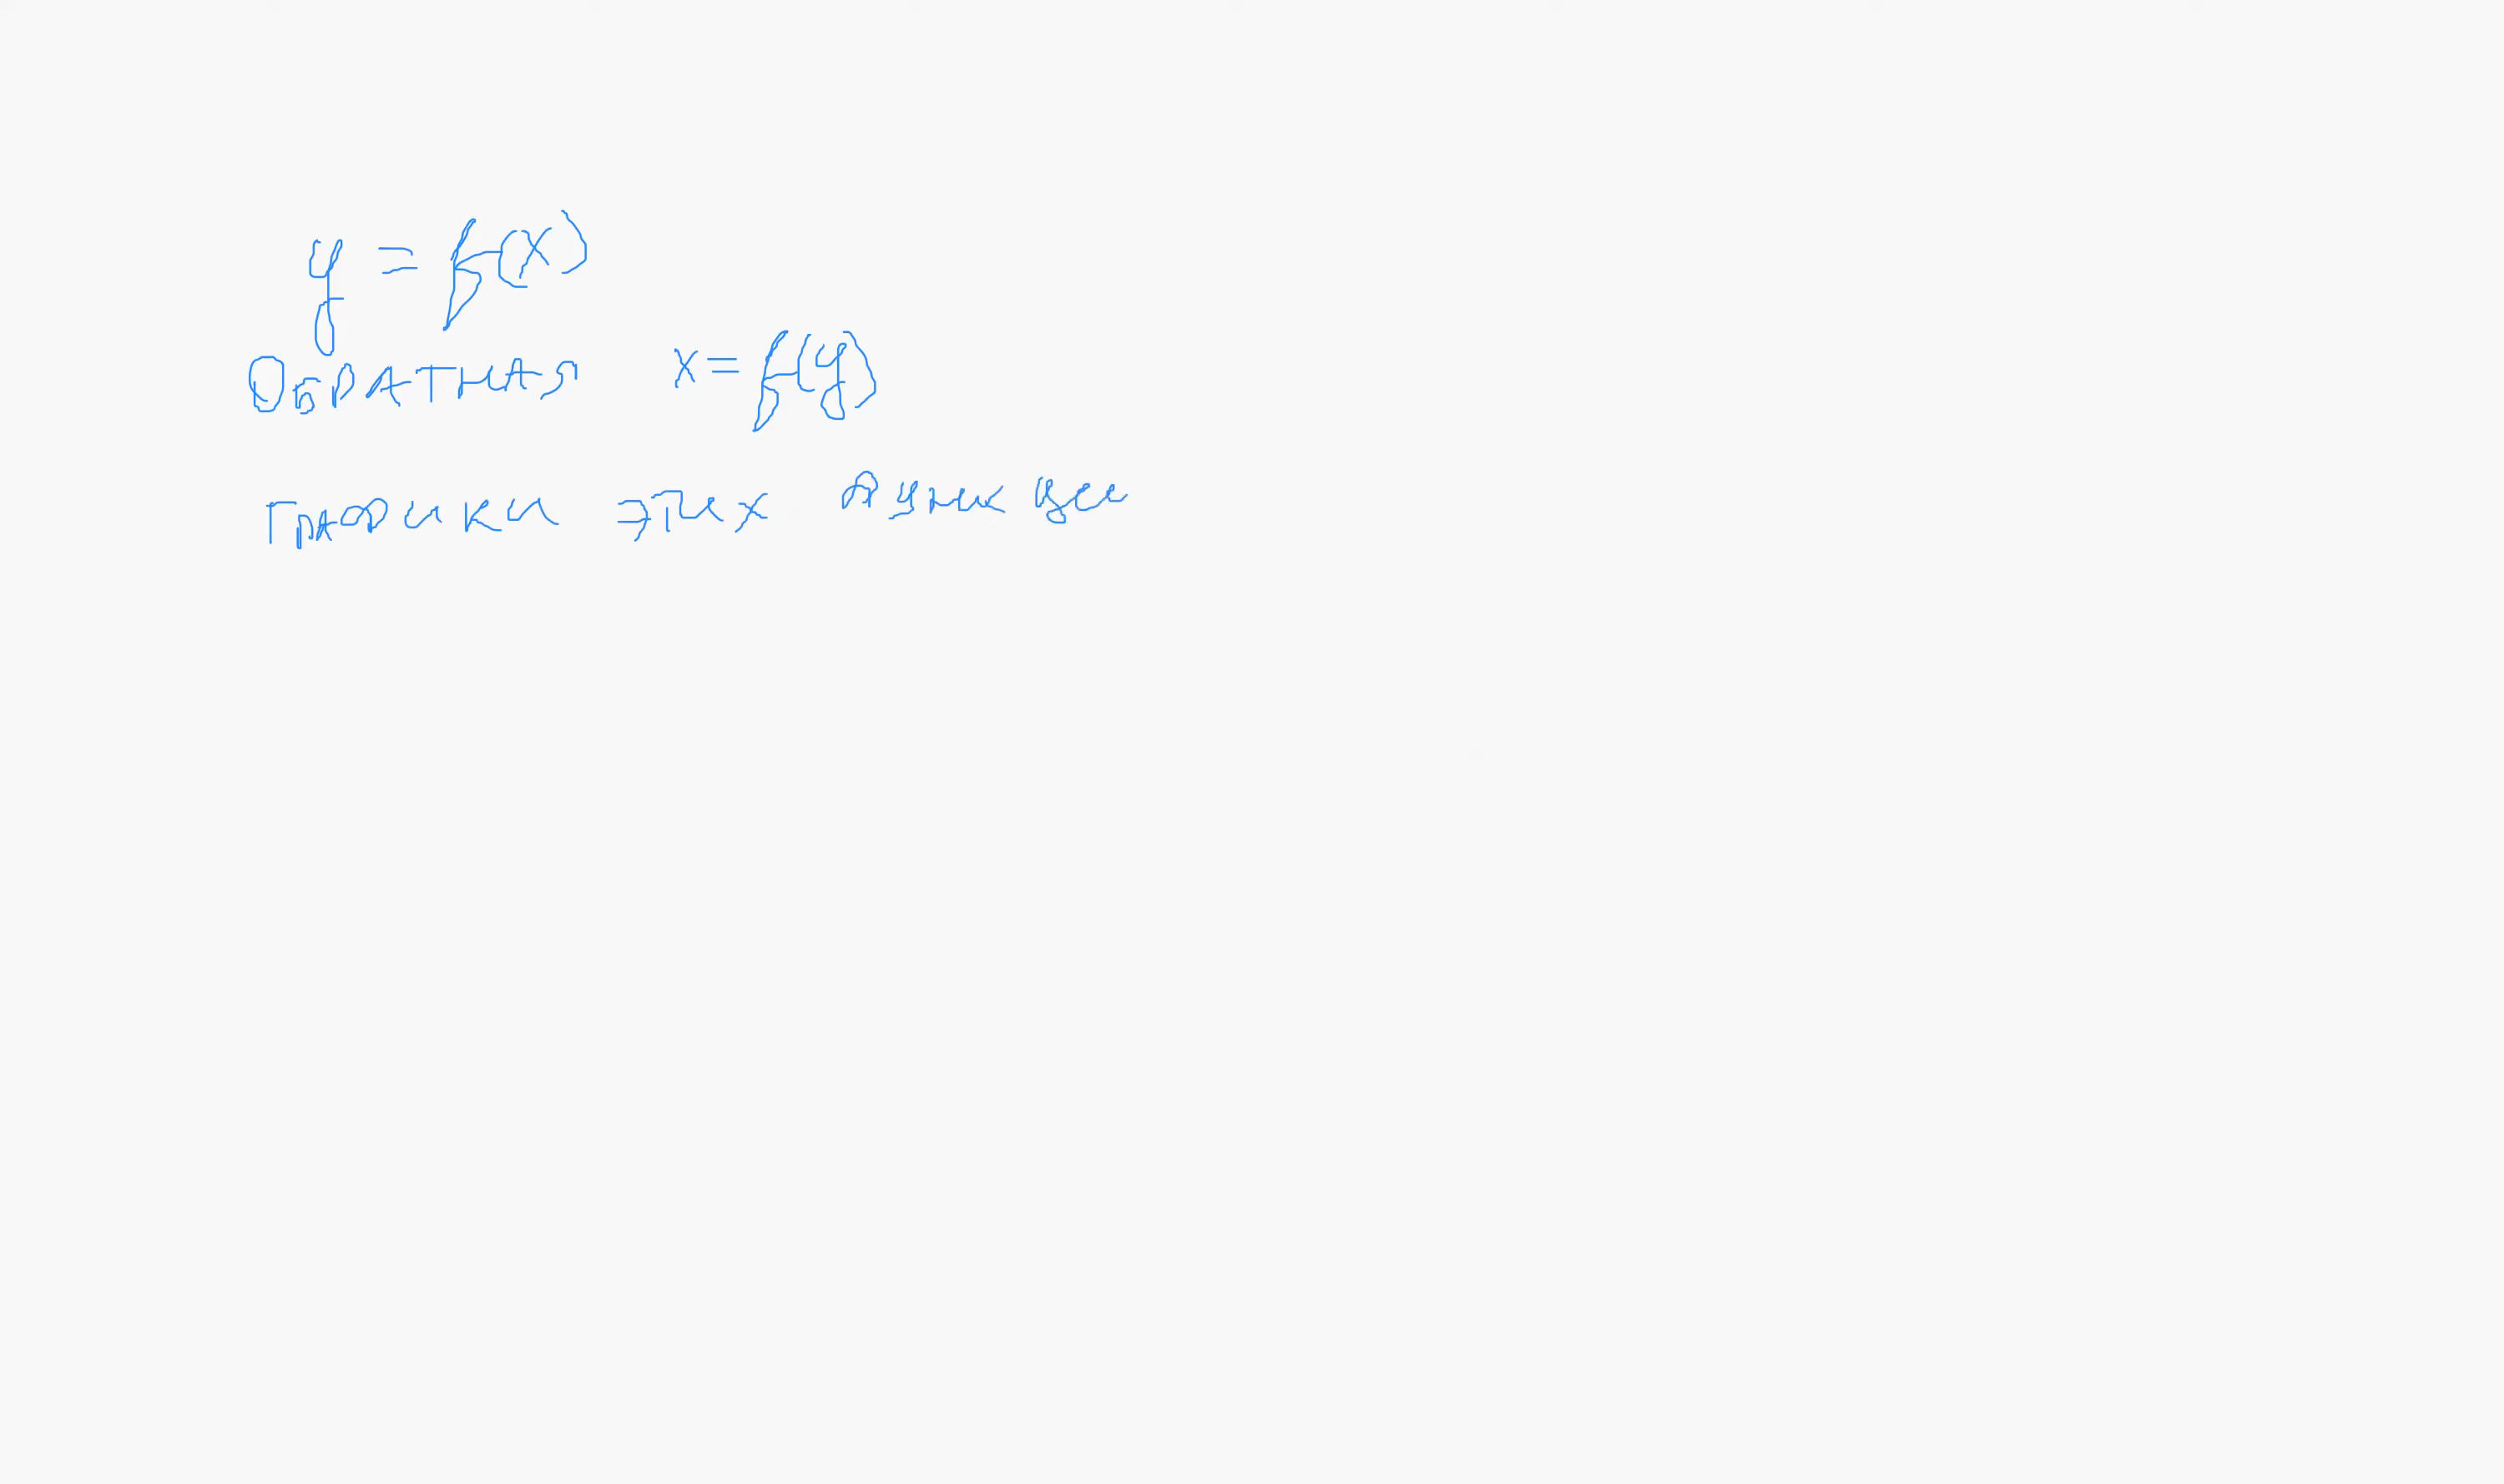 y = f(x)
Обратная x = f(y)
Графики этих функций